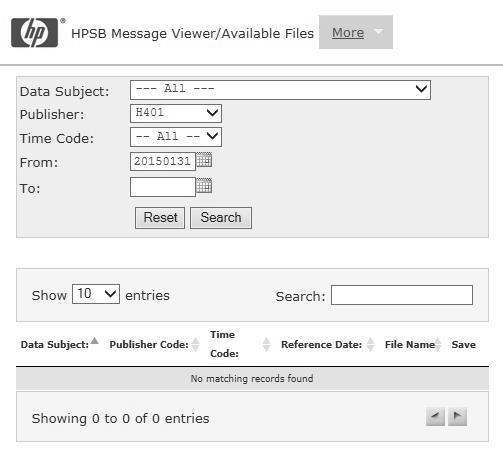 hp HPSB Message Viewer/Available Files More
Data Subject: --- All ---
Publisher: H401
Time Code: -- All --
From: 20150131
To:
Reset Search
Show 10 entries Search:
Data Subject: Publisher Code: Time Code: Reference Date: File Name Save
No matching records found
Showing 0 to 0 of 0 entries